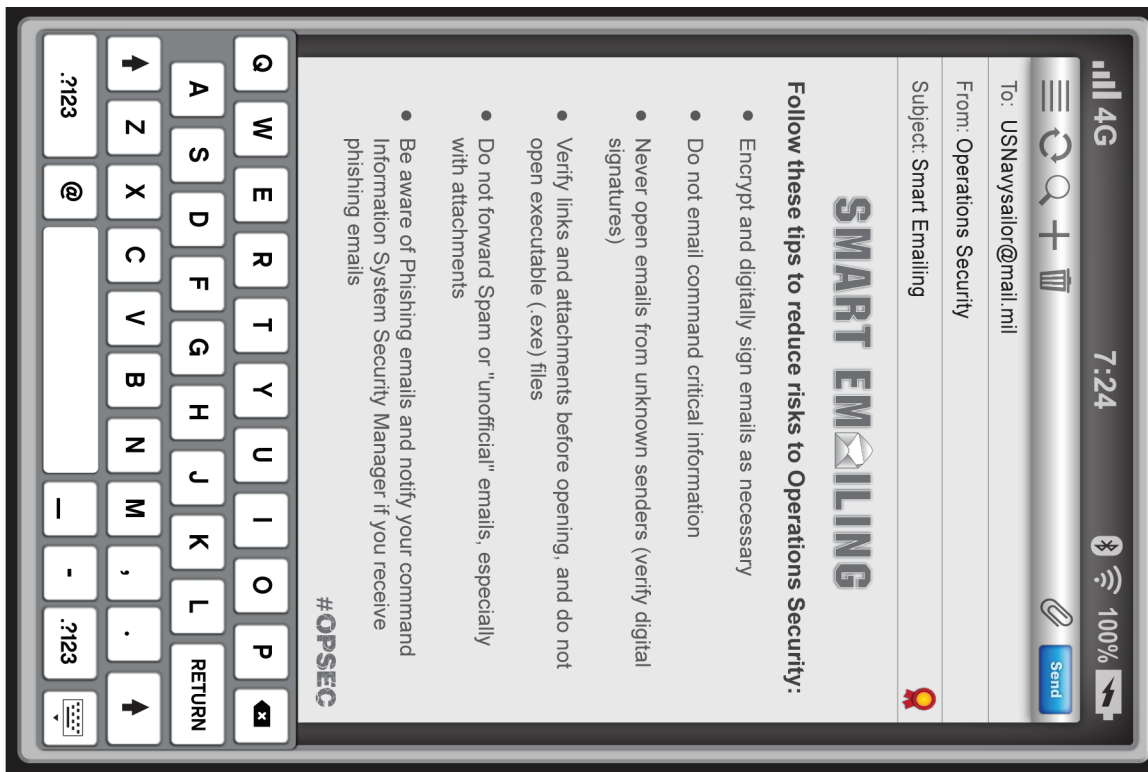 4G 7:24 100%
Send
To: USNavysailor@mail.mil
From: Operations Security
Subject: Smart Emailing
SMART EMAILING
Follow these tips to reduce risks to Operations Security:
• Encrypt and digitally sign emails as necessary
• Do not email command critical information
• Never open emails from unknown senders (verify digital
signatures)
• Verify links and attachments before opening, and do not
open executable (.exe) files
• Do not forward Spam or "unofficial" emails, especially
with attachments
• Be aware of Phishing emails and notify your command
Information System Security Manager if you receive
phishing emails
#OPSEC
Q W E R T Y U I O P
A S D F G H J K L RETURN
Z X C V B N M , .
.?123 @ _ - .?123